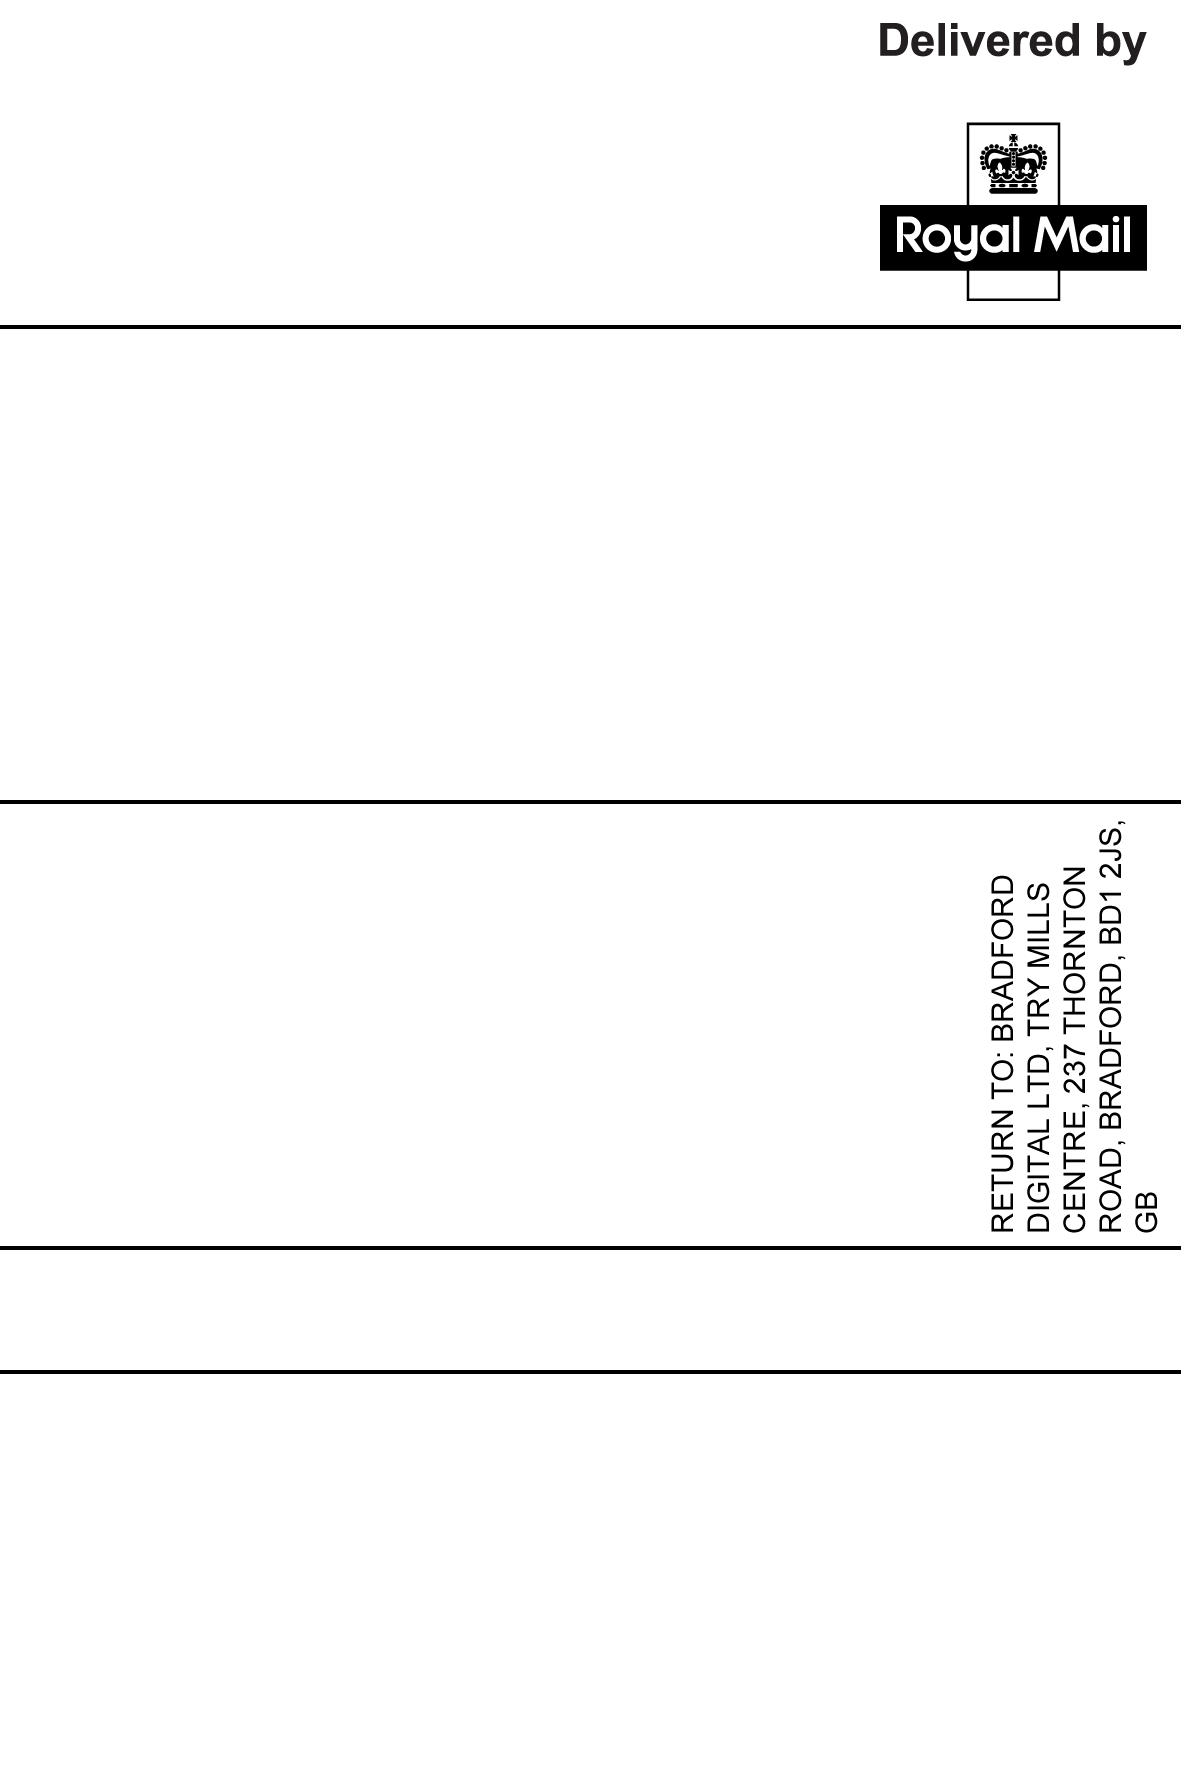 Delivered by
Royal Mail
RETURN TO: BRADFORD
DIGITAL LTD, TRY MILLS
CENTRE, 237 THORNTON
ROAD, BRADFORD, BD1 2JS,
GB